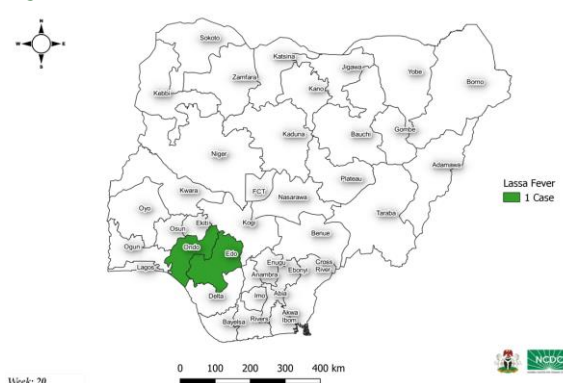 N
W E
S
Sokoto
Katsina
Jigawa
Yobe
Borno
Zamfara
Kebbi
Kano
Gombe
Kaduna
Bauchi
Niger
Adamawa
Plateau
Lassa Fever
1 Case
FCT
Nasarawa
Kwara
Taraba
Oyo
Ekiti
Kogi
Osun
Benue
Ogun
Ondo
Edo
Enugu
Ebonyi
Cross
River
Lagos
Anambra
Delta
Imo
Abia
Akwa
Ibom
Bayelsa
Rivers
Week: 20
0 100 200 300 400 km
NCDC